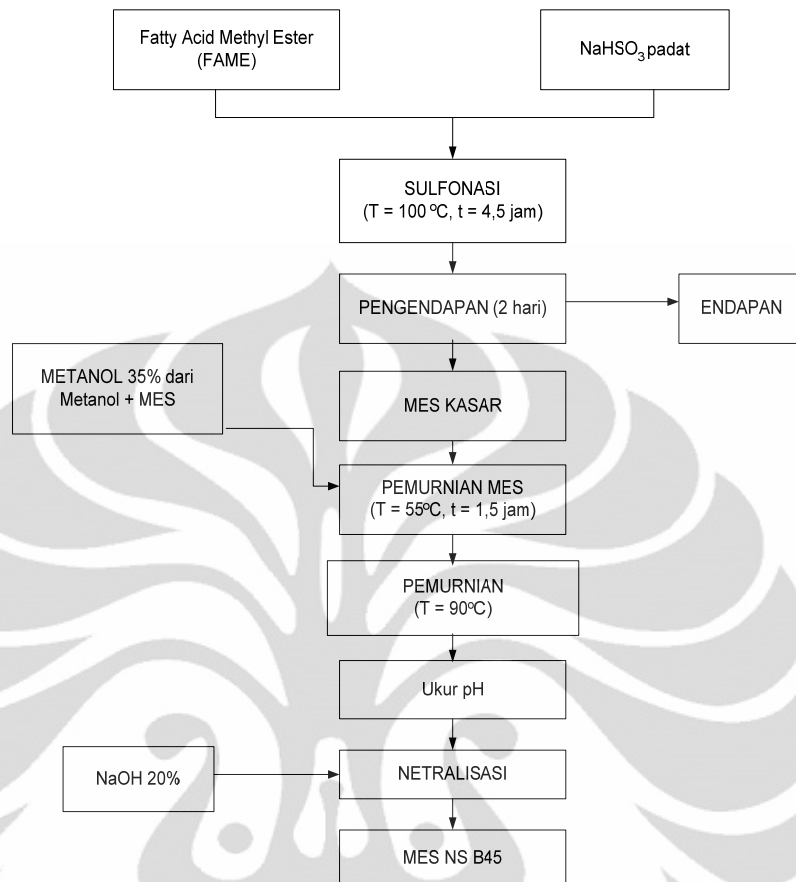 Fatty Acid Methyl Ester
(FAME)
NaHSO₃ padat
SULFONASI
(T = 100 ºC, t = 4,5 jam)
PENGENDAPAN (2 hari)
ENDAPAN
METANOL 35% dari
Metanol + MES
MES KASAR
PEMURNIAN MES
(T = 55ºC, t = 1,5 jam)
PEMURNIAN
(T = 90ºC)
Ukur pH
NaOH 20%
NETRALISASI
MES NS B45